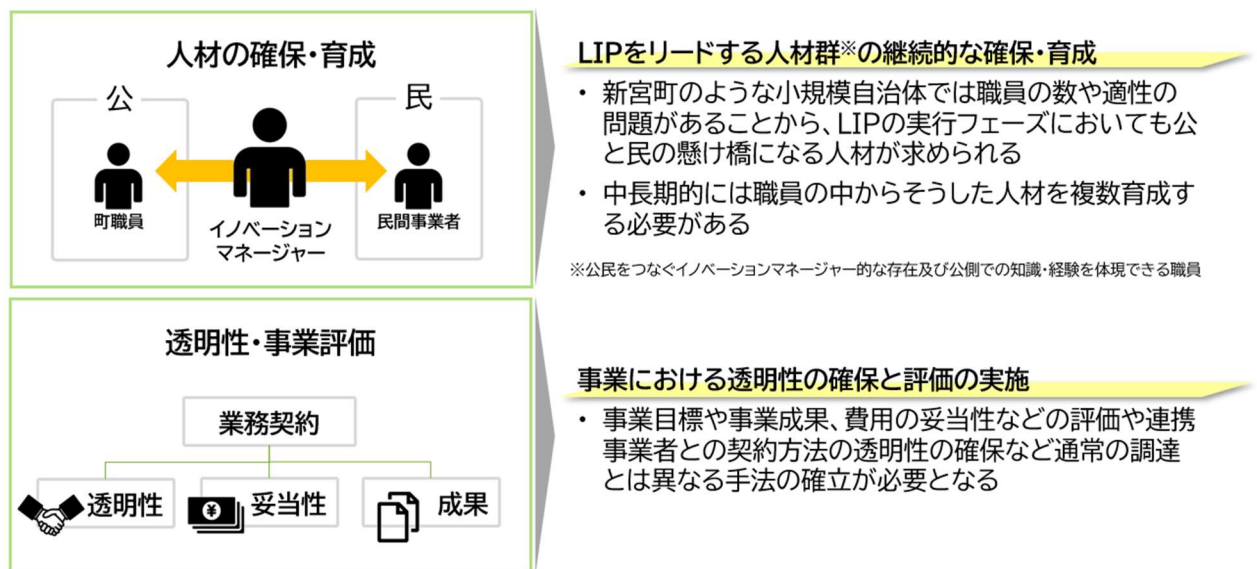 人材の確保・育成
公
民
町職員
イノベーション
マネージャー
民間事業者
LIPをリードする人材群※の継続的な確保・育成
・ 新宮町のような小規模自治体では職員の数や適性の
問題があることから、LIPの実行フェーズにおいても公
と民の懸け橋になる人材が求められる
・ 中長期的には職員の中からそうした人材を複数育成す
る必要がある
※公民をつなぐイノベーションマネージャー的な存在及び公側での知識・経験を体現できる職員
透明性・事業評価
業務契約
透明性
¥
妥当性
成果
事業における透明性の確保と評価の実施
・ 事業目標や事業成果、費用の妥当性などの評価や連携
事業者との契約方法の透明性の確保など通常の調達
とは異なる手法の確立が必要となる